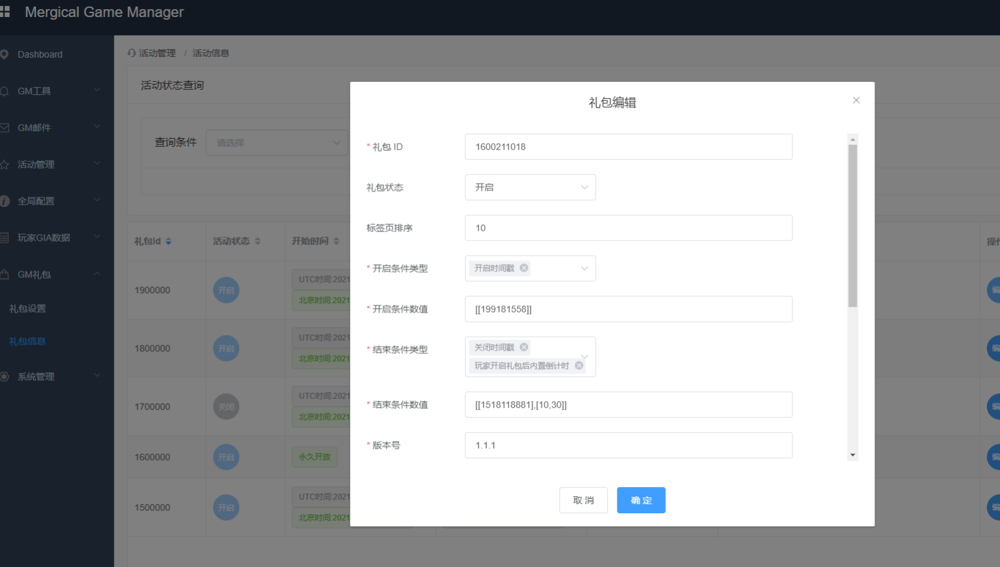 Mergical Game Manager
Dashboard
GM工具
GM邮件
活动管理
全局配置
玩家GIA数据
GM礼包
礼包设置
礼包信息
系统管理
活动管理 / 活动信息
活动状态查询
查询条件 请选择
礼包Id 活动状态 开始时间
1900000 开启 UTC时间:2021
北京时间:2021
1800000 开启 UTC时间:2021
北京时间:2021
1700000 关闭 UTC时间:2021
北京时间:2021
1600000 开启 永久开放
1500000 开启 UTC时间:2021
北京时间:2021
礼包编辑
* 礼包 ID 1600211018
礼包状态 开启
标签页排序 10
* 开启条件类型 开启时间戳
* 开启条件数值 [[199181558]]
* 结束条件类型 关闭时间戳
玩家开启礼包后内置倒计时
* 结束条件数值 [[1518118881],[10,30]]
* 版本号 1.1.1
取消 确定